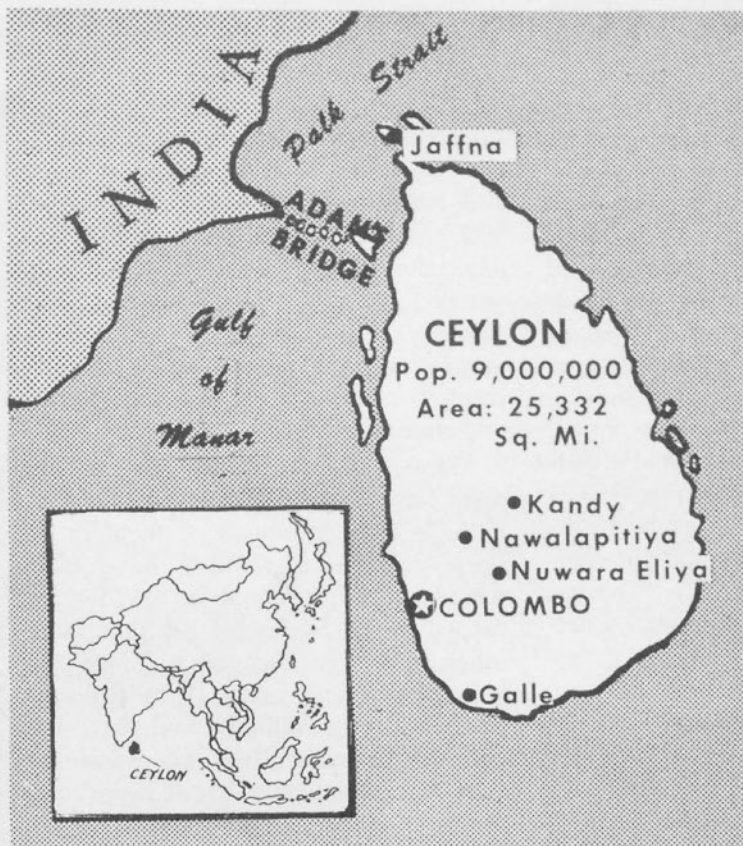 INDIA
Palk Strait
Jaffna
ADAM'S
BRIDGE
Gulf
of
Manar
CEYLON
Pop. 9,000,000
Area: 25,332
Sq. Mi.
Kandy
Nawalapitiya
Nuwara Eliya
COLOMBO
Galle
CEYLON